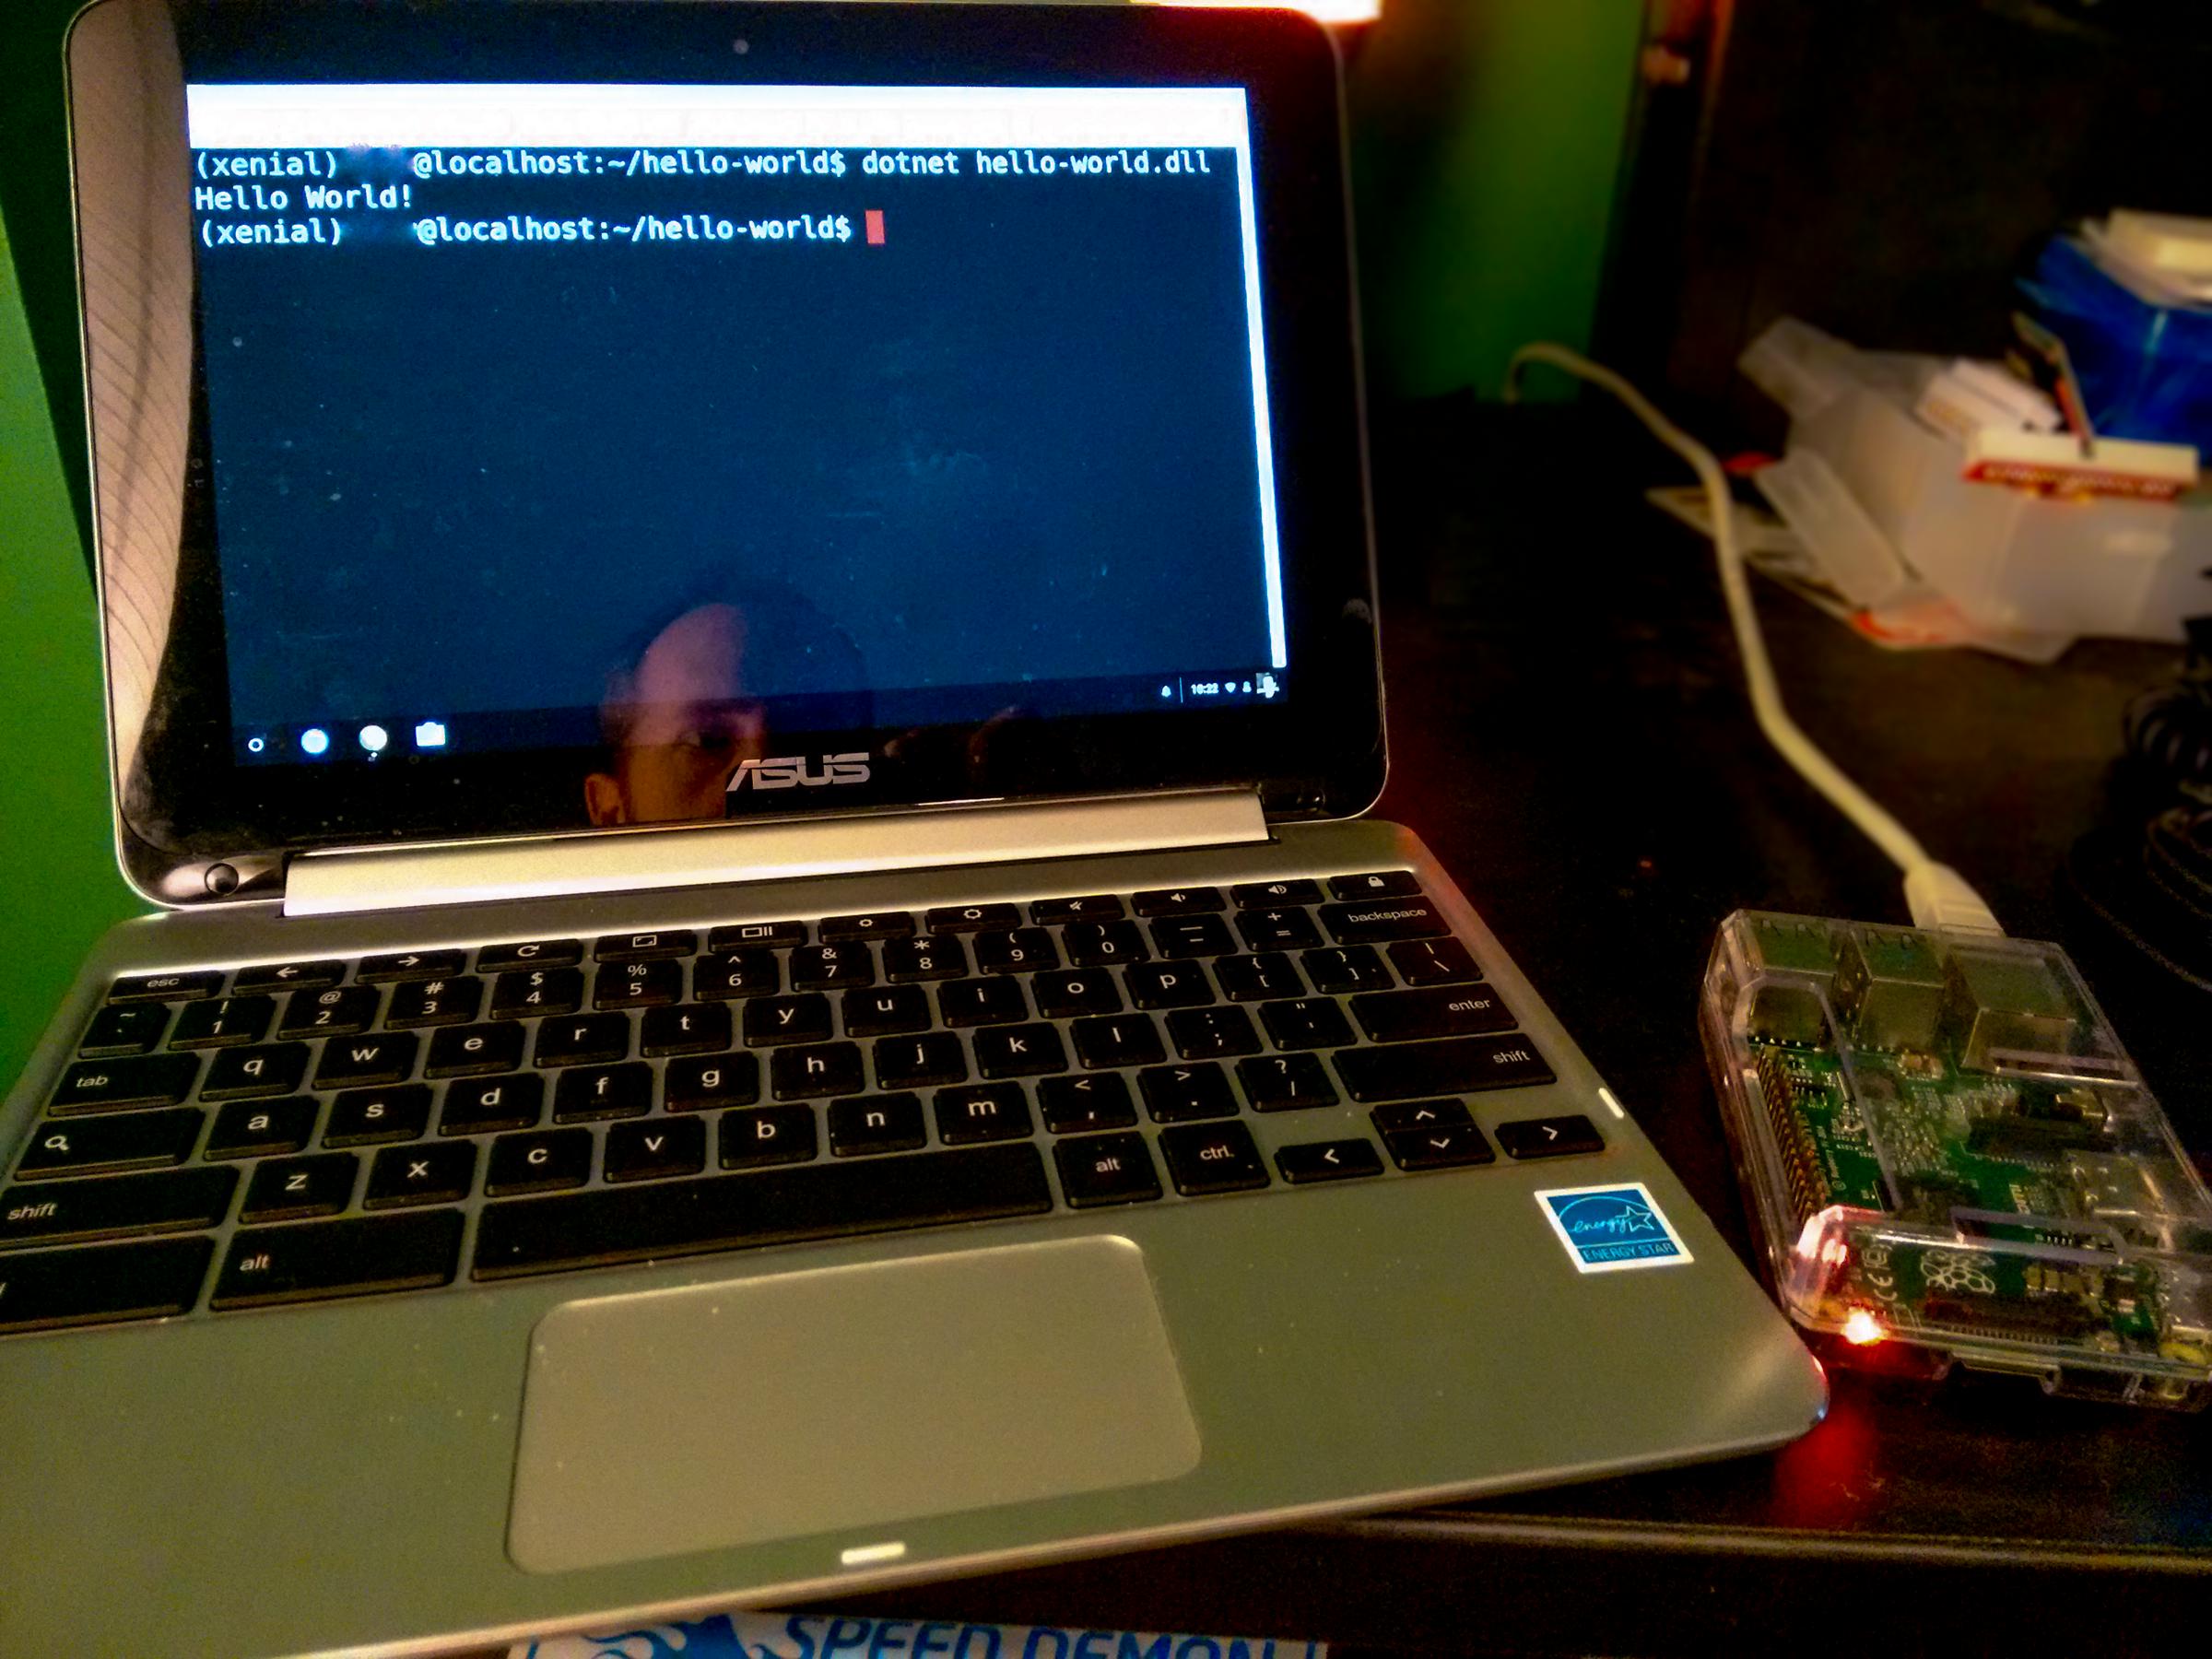 (xenial) @localhost:~/hello-world$ dotnet hello-world.dll
Hello World!
(xenial) @localhost:~/hello-world$
10:22
ASUS
esc
backspace
~ ! @ # $ % ^ & * ( ) — +
` 1 2 3 4 5 6 7 8 9 0 =
tab q w e r t y u i o p { } |
[ ] \
a s d f g h j k l : " enter
; '
shift z x c v b n m < > ? shift
, . /
alt alt ctrl < >
energy
ENERGY STAR
CE
SPEED DEMON